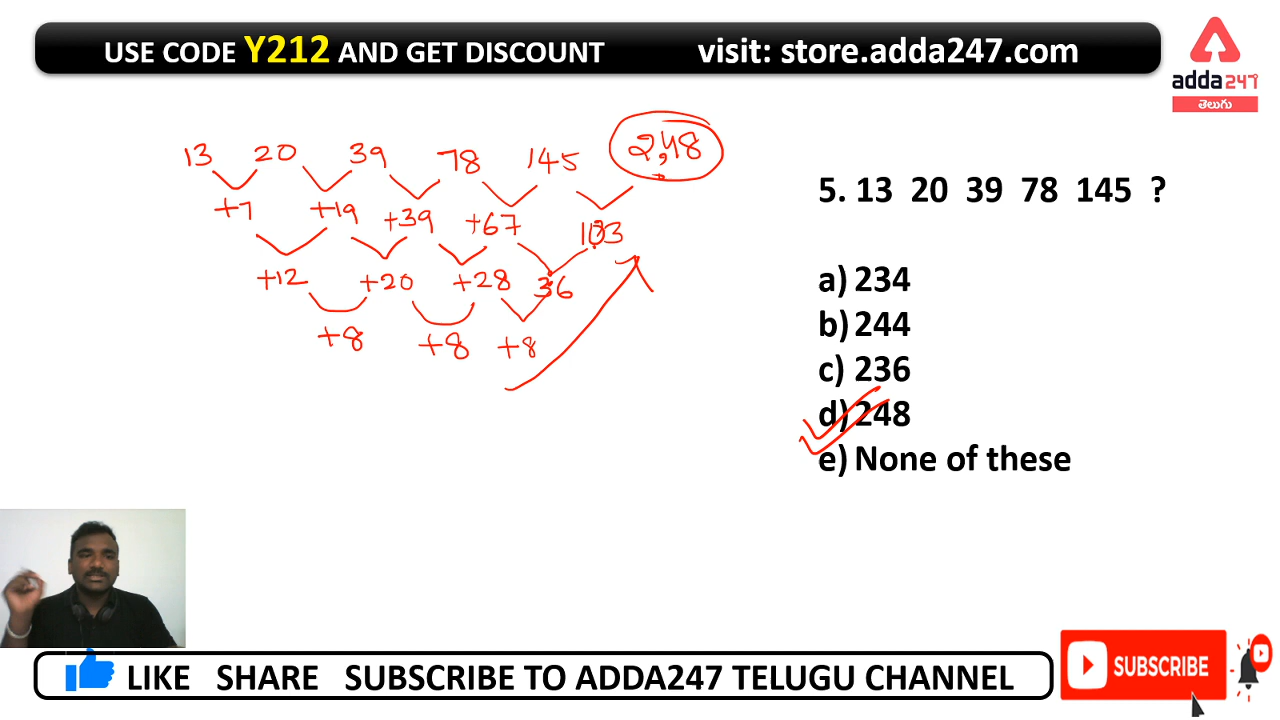 USE CODE Y212 AND GET DISCOUNT visit: store.adda247.com
adda247
తెలుగు
13 20 39 78 145 248
+7 +19 +39 +67 103
+12 +20 +28 36
+8 +8 +8
5. 13 20 39 78 145 ?
a) 234
b) 244
c) 236
d) 248
e) None of these
LIKE SHARE SUBSCRIBE TO ADDA247 TELUGU CHANNEL
SUBSCRIBE